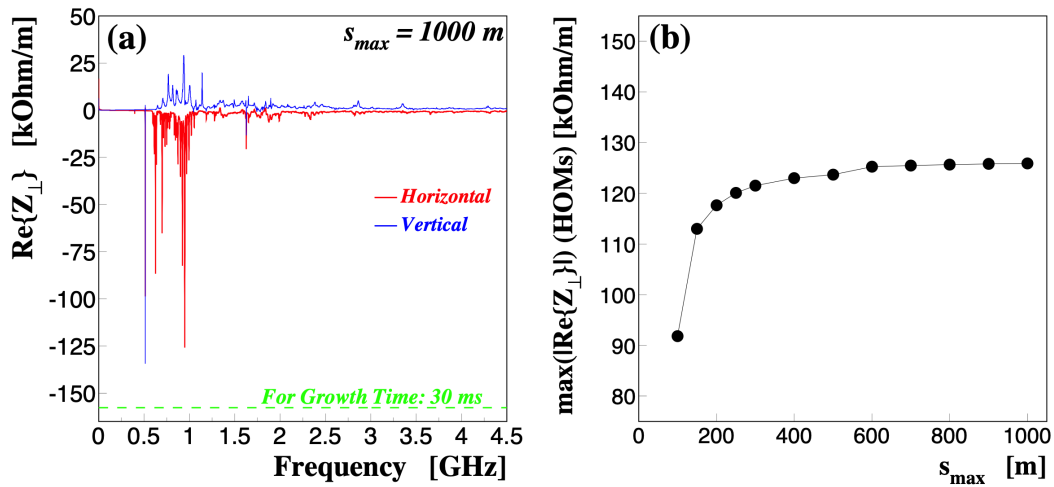 (a)
s_max = 1000 m
Re{Z_⊥} [kOhm/m]
50
25
0
-25
-50
-75
-100
-125
-150
Horizontal
Vertical
For Growth Time: 30 ms
0 0.5 1 1.5 2 2.5 3 3.5 4 4.5
Frequency [GHz]
(b)
max(|Re{Z_⊥}|) (HOMs) [kOhm/m]
150
140
130
120
110
100
90
80
0 200 400 600 800 1000
s_max [m]